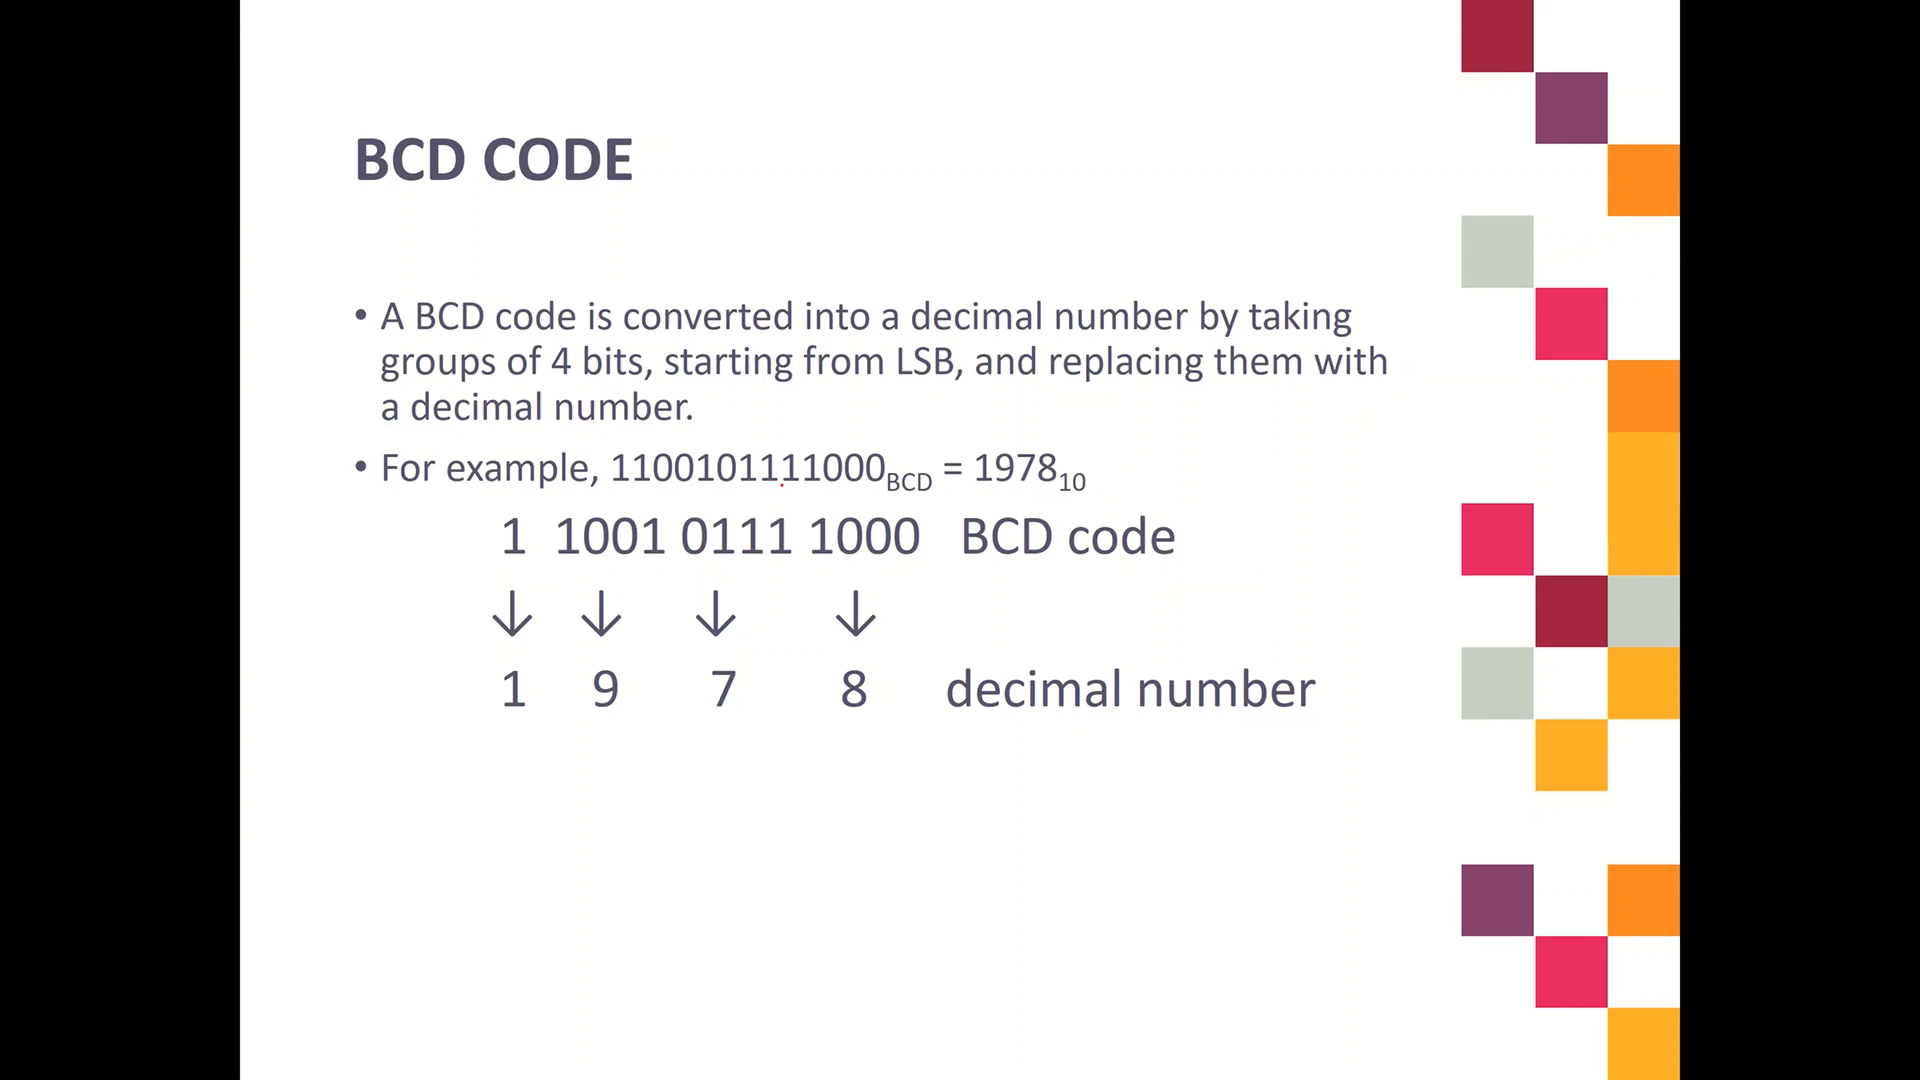 BCD CODE
• A BCD code is converted into a decimal number by taking
groups of 4 bits, starting from LSB, and replacing them with
a decimal number.
• For example, 1100101111000BCD = 197810
1 1001 0111 1000 BCD code
↓ ↓ ↓ ↓
1 9 7 8 decimal number